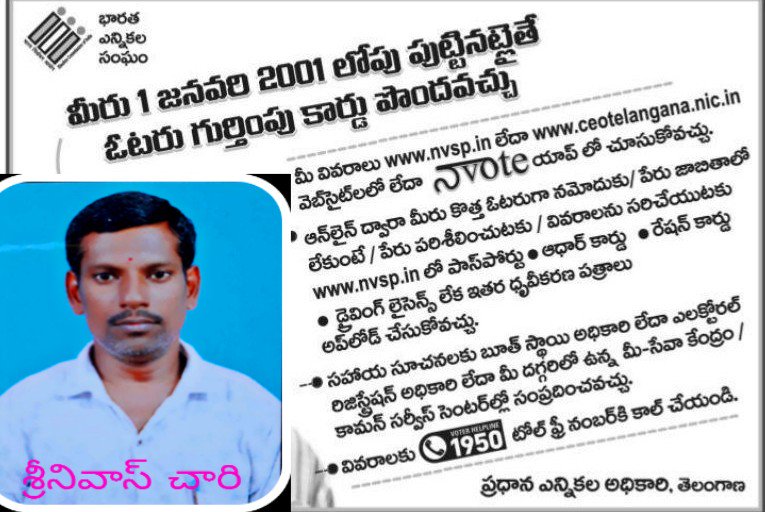 భారత
ఎన్నికల
సంఘం
మీరు 1 జనవరి 2001 లోపు పుట్టినట్లైతే
ఓటరు గుర్తింపు కార్డు పొందవచ్చు
మీ వివరాలు www.nvsp.in లేదా www.ceotelangana.nic.in
వెబ్‌సైట్‌లలో లేదా నvote యాప్ లో చూసుకోవచ్చు.
• ఆన్‌లైన్ ద్వారా మీరు కొత్త ఓటరుగా నమోదుకు/ పేరు జాబితాలో
లేకుంటే / పేరు పరిశీలించుటకు / వివరాలను సరిచేయుటకు
www.nvsp.in లో పాస్‌పోర్టు • ఆధార్ కార్డు • రేషన్ కార్డు
• డ్రైవింగ్ లైసెన్స్ లేక ఇతర ధృవీకరణ పత్రాలు
అప్‌లోడ్ చేసుకోవచ్చు.
• సహాయ సూచనలకు బూత్ స్థాయి అధికారి లేదా ఎలక్టోరల్
రిజిస్ట్రేషన్ అధికారి లేదా మీ దగ్గరిలో ఉన్న మీ-సేవా కేంద్రం /
కామన్ సర్వీస్ సెంటర్‌ల్లో సంప్రదించవచ్చు.
• వివరాలకు VOTER HELPLINE 1950 టోల్ ఫ్రీ నంబర్‌కి కాల్ చేయండి.
ప్రధాన ఎన్నికల అధికారి, తెలంగాణ
శ్రీనివాస్ చారి